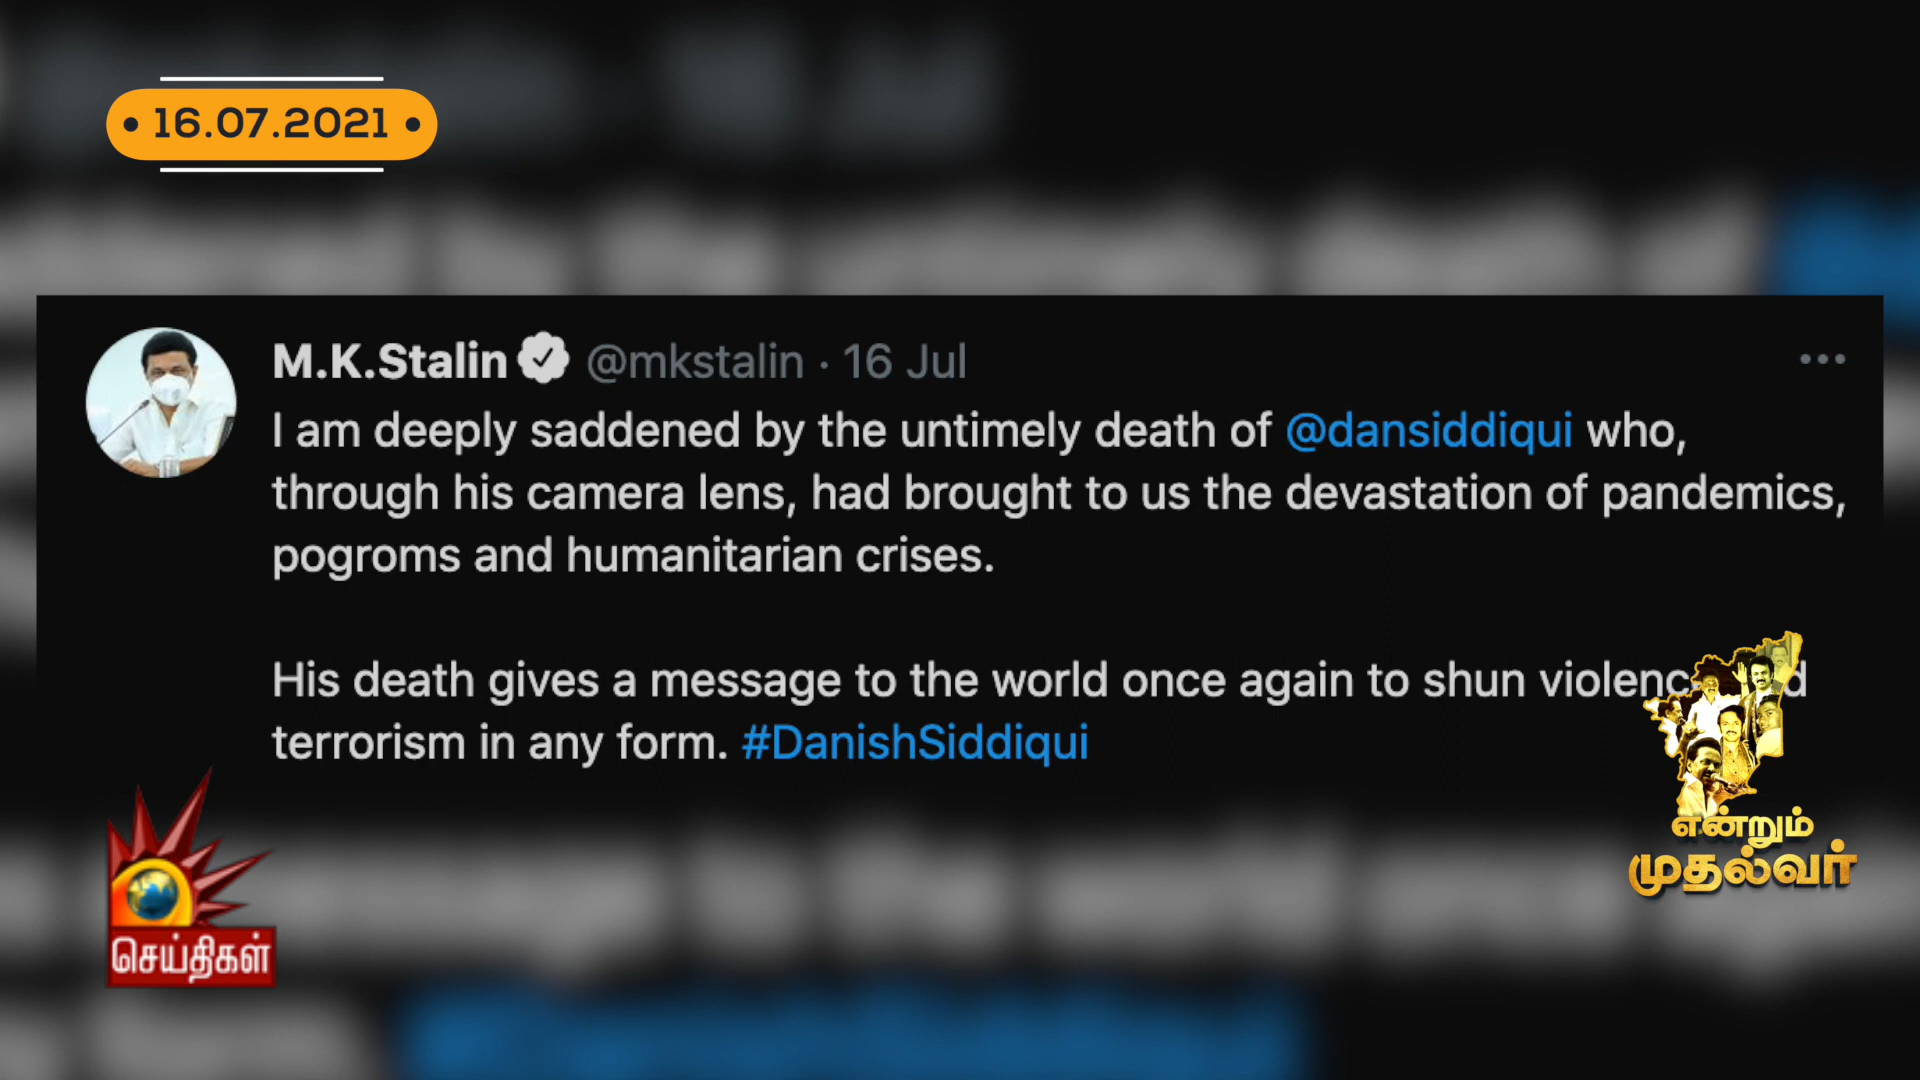 • 16.07.2021 •
M.K.Stalin @mkstalin · 16 Jul
I am deeply saddened by the untimely death of @dansiddiqui who,
through his camera lens, had brought to us the devastation of pandemics,
pogroms and humanitarian crises.
His death gives a message to the world once again to shun
terrorism in any form. #DanishSiddiqui
என்றும்
முதல்வர்
செய்திகள்